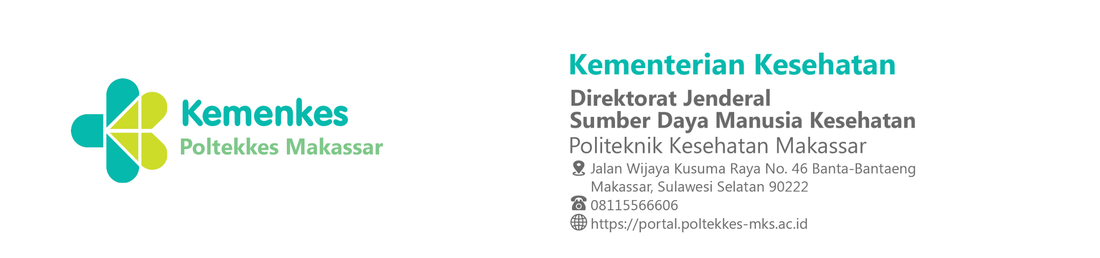 Kemenkes
Poltekkes Makassar
Kementerian Kesehatan
Direktorat Jenderal
Sumber Daya Manusia Kesehatan
Politeknik Kesehatan Makassar
Jalan Wijaya Kusuma Raya No. 46 Banta-Bantaeng
Makassar, Sulawesi Selatan 90222
08115566606
https://portal.poltekkes-mks.ac.id